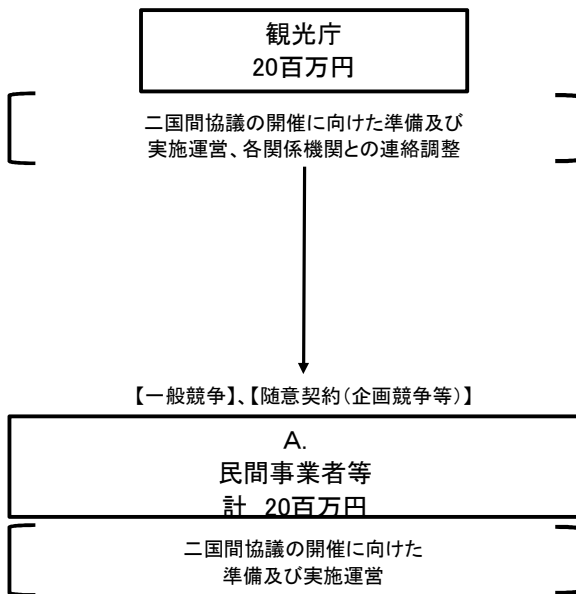 観光庁
20百万円
二国間協議の開催に向けた準備及び
実施運営、各関係機関との連絡調整
【一般競争】、【随意契約(企画競争等)】
A.
民間事業者等
計 20百万円
二国間協議の開催に向けた
準備及び実施運営